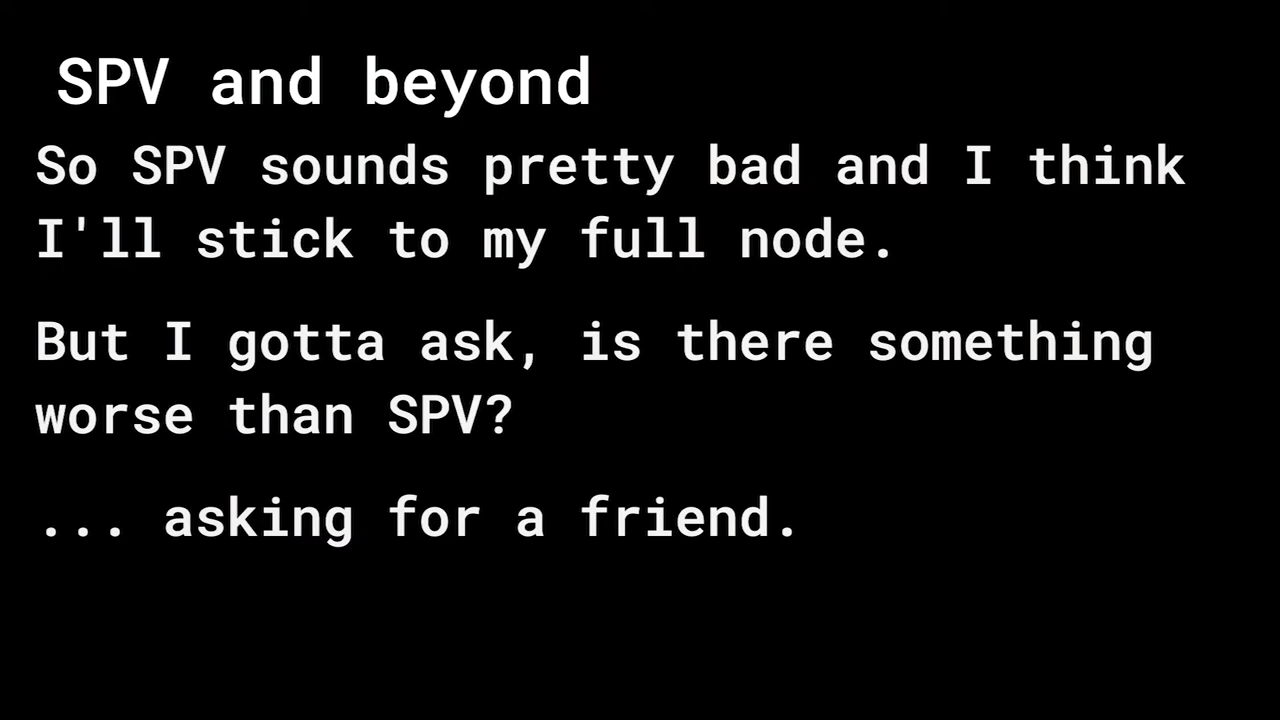 SPV and beyond
So SPV sounds pretty bad and I think
I'll stick to my full node.
But I gotta ask, is there something
worse than SPV?
... asking for a friend.